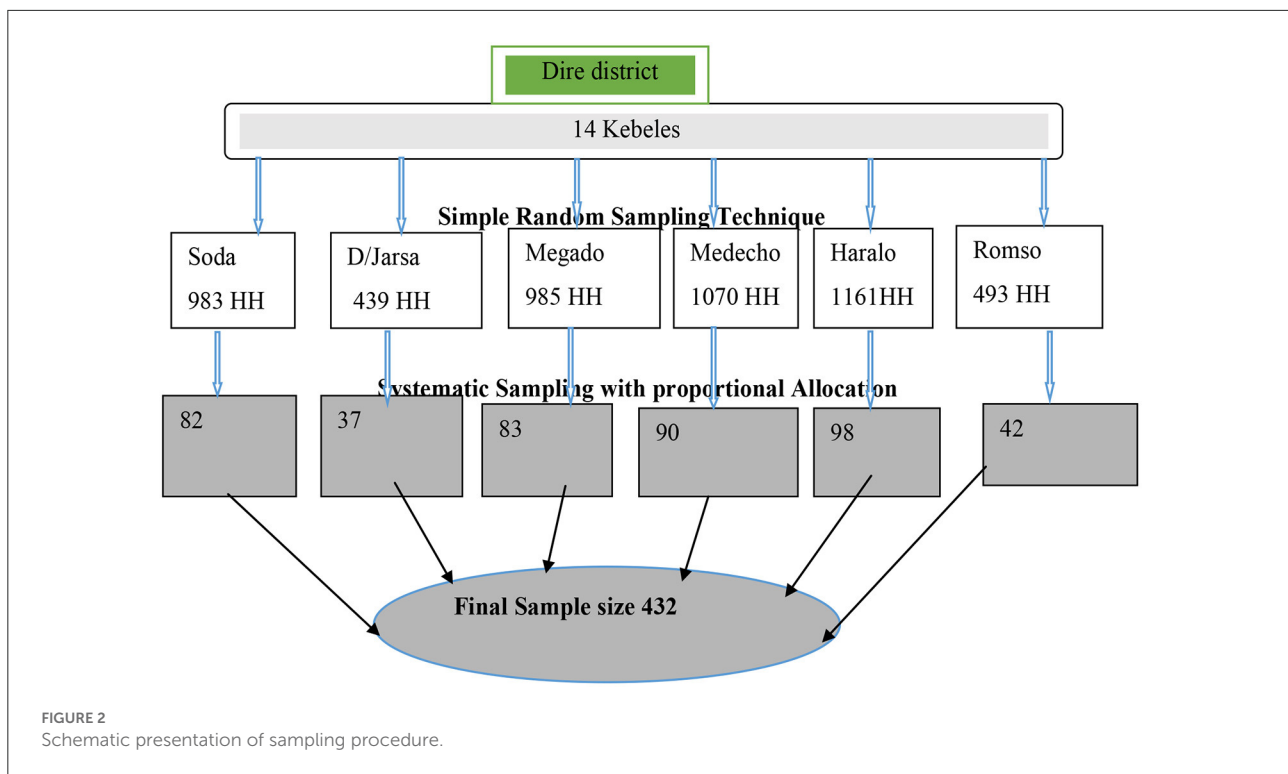 Dire district
14 Kebeles
Simple Random Sampling Technique
Soda
983 HH
D/Jarsa
439 HH
Megado
985 HH
Medecho
1070 HH
Haralo
1161HH
Romso
493 HH
Systematic Sampling with proportional Allocation
82
37
83
90
98
42
Final Sample size 432
FIGURE 2
Schematic presentation of sampling procedure.